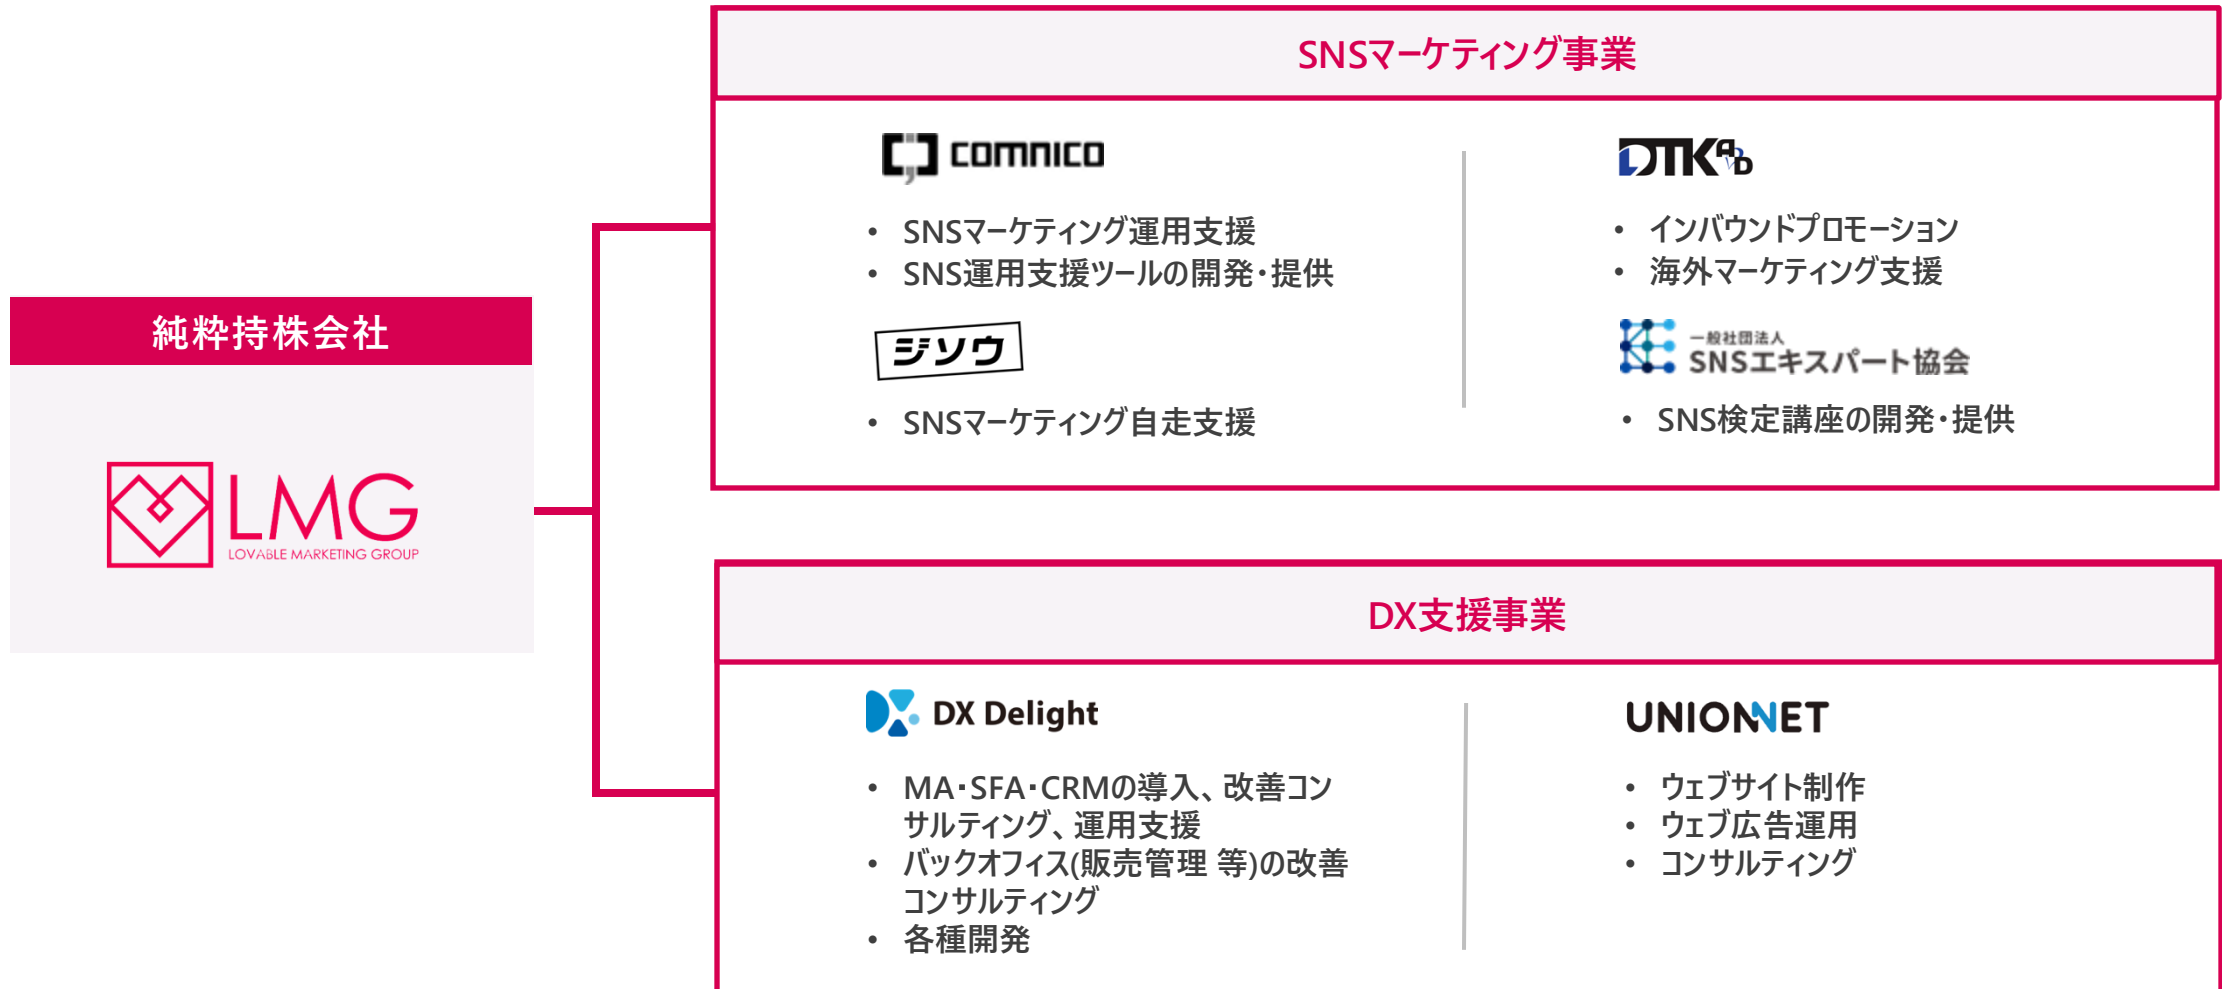 純粋持株会社
LMG
LOVABLE MARKETING GROUP
SNSマーケティング事業
comnico
• SNSマーケティング運用支援
• SNS運用支援ツールの開発・提供
ジソウ
• SNSマーケティング自走支援
DTK AD
• インバウンドプロモーション
• 海外マーケティング支援
一般社団法人
SNSエキスパート協会
• SNS検定講座の開発・提供
DX支援事業
DX Delight
• MA・SFA・CRMの導入、改善コン
サルティング、運用支援
• バックオフィス(販売管理 等)の改善
コンサルティング
• 各種開発
UNIONNET
• ウェブサイト制作
• ウェブ広告運用
• コンサルティング